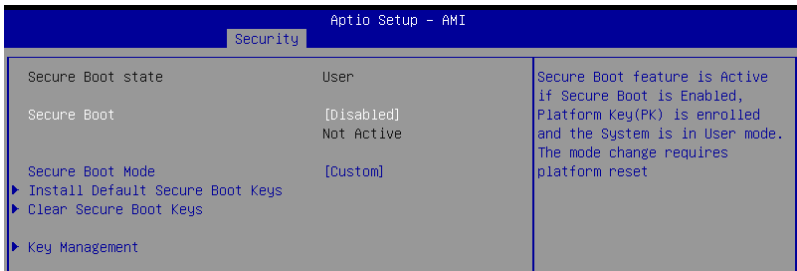 Aptio Setup – AMI
Security
Secure Boot state User
Secure Boot [Disabled]
Not Active
Secure Boot Mode [Custom]
Install Default Secure Boot Keys
Clear Secure Boot Keys
Key Management
Secure Boot feature is Active
if Secure Boot is Enabled,
Platform Key(PK) is enrolled
and the System is in User mode.
The mode change requires
platform reset